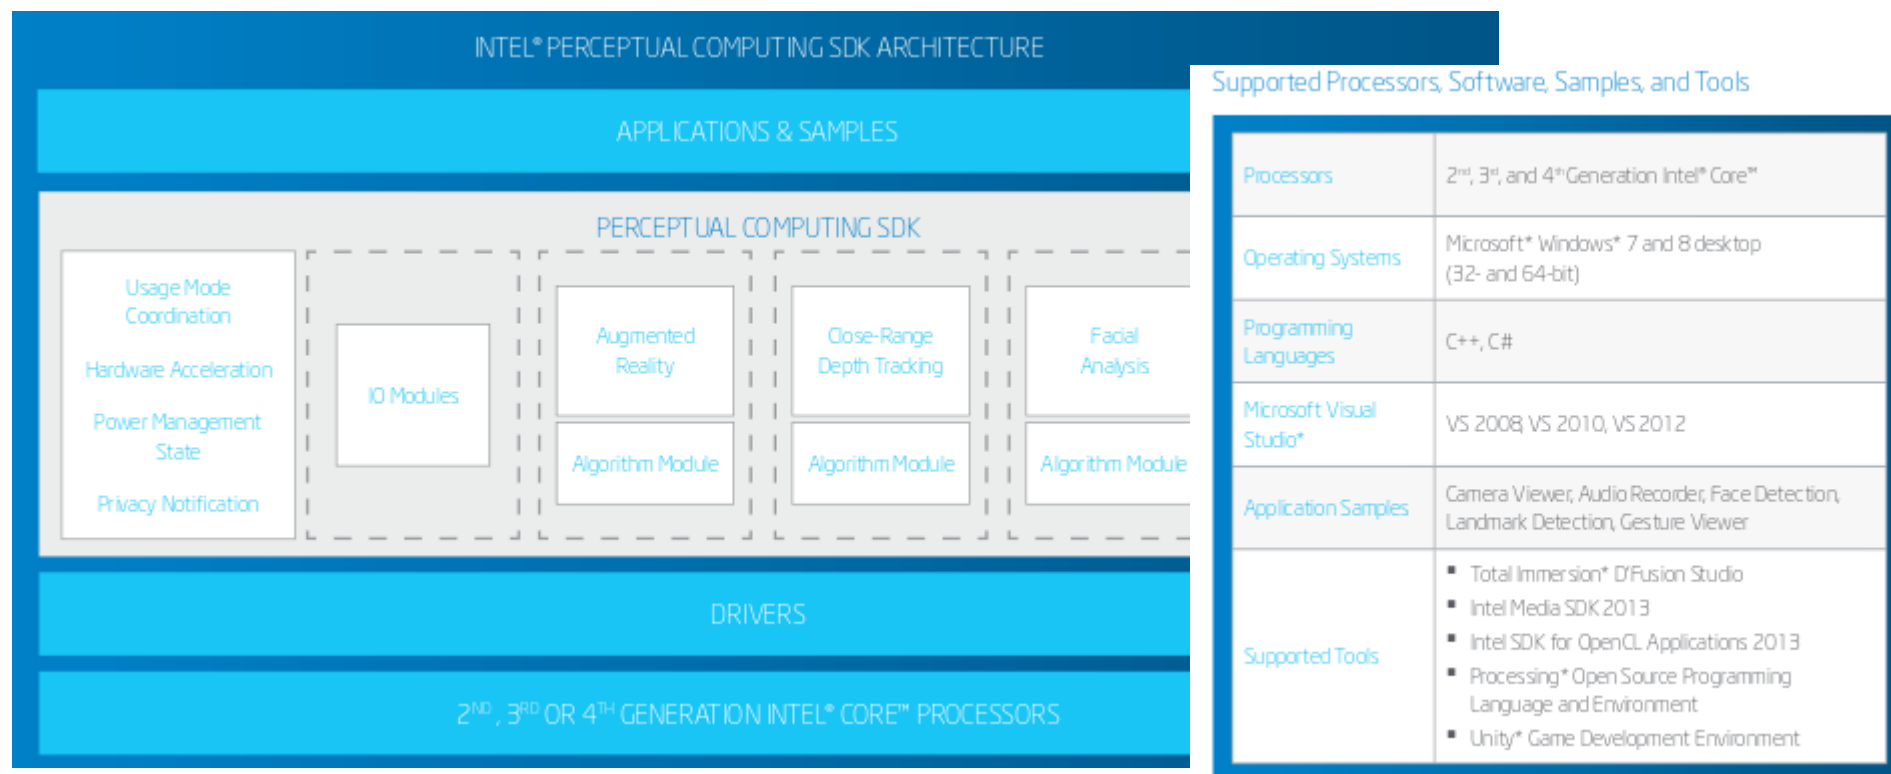 INTEL® PERCEPTUAL COMPUTING SDK ARCHITECTURE
APPLICATIONS & SAMPLES
PERCEPTUAL COMPUTING SDK
Usage Mode
Coordination
Hardware Acceleration
Power Management
State
Privacy Notification
IO Modules
Augmented
Reality
Algorithm Module
Close-Range
Depth Tracking
Algorithm Module
Facial
Analysis
Algorithm Module
DRIVERS
2ND, 3RD OR 4TH GENERATION INTEL® CORE™ PROCESSORS
Supported Processors, Software, Samples, and Tools
Processors
2nd, 3rd, and 4th Generation Intel® Core™
Operating Systems
Microsoft* Windows* 7 and 8 desktop
(32- and 64-bit)
Programming
Languages
C++, C#
Microsoft Visual
Studio*
VS 2008, VS 2010, VS 2012
Application Samples
Camera Viewer, Audio Recorder, Face Detection,
Landmark Detection, Gesture Viewer
Supported Tools
▪ Total Immersion* D'Fusion Studio
▪ Intel Media SDK 2013
▪ Intel SDK for OpenCL Applications 2013
▪ Processing* Open Source Programming
Language and Environment
▪ Unity* Game Development Environment